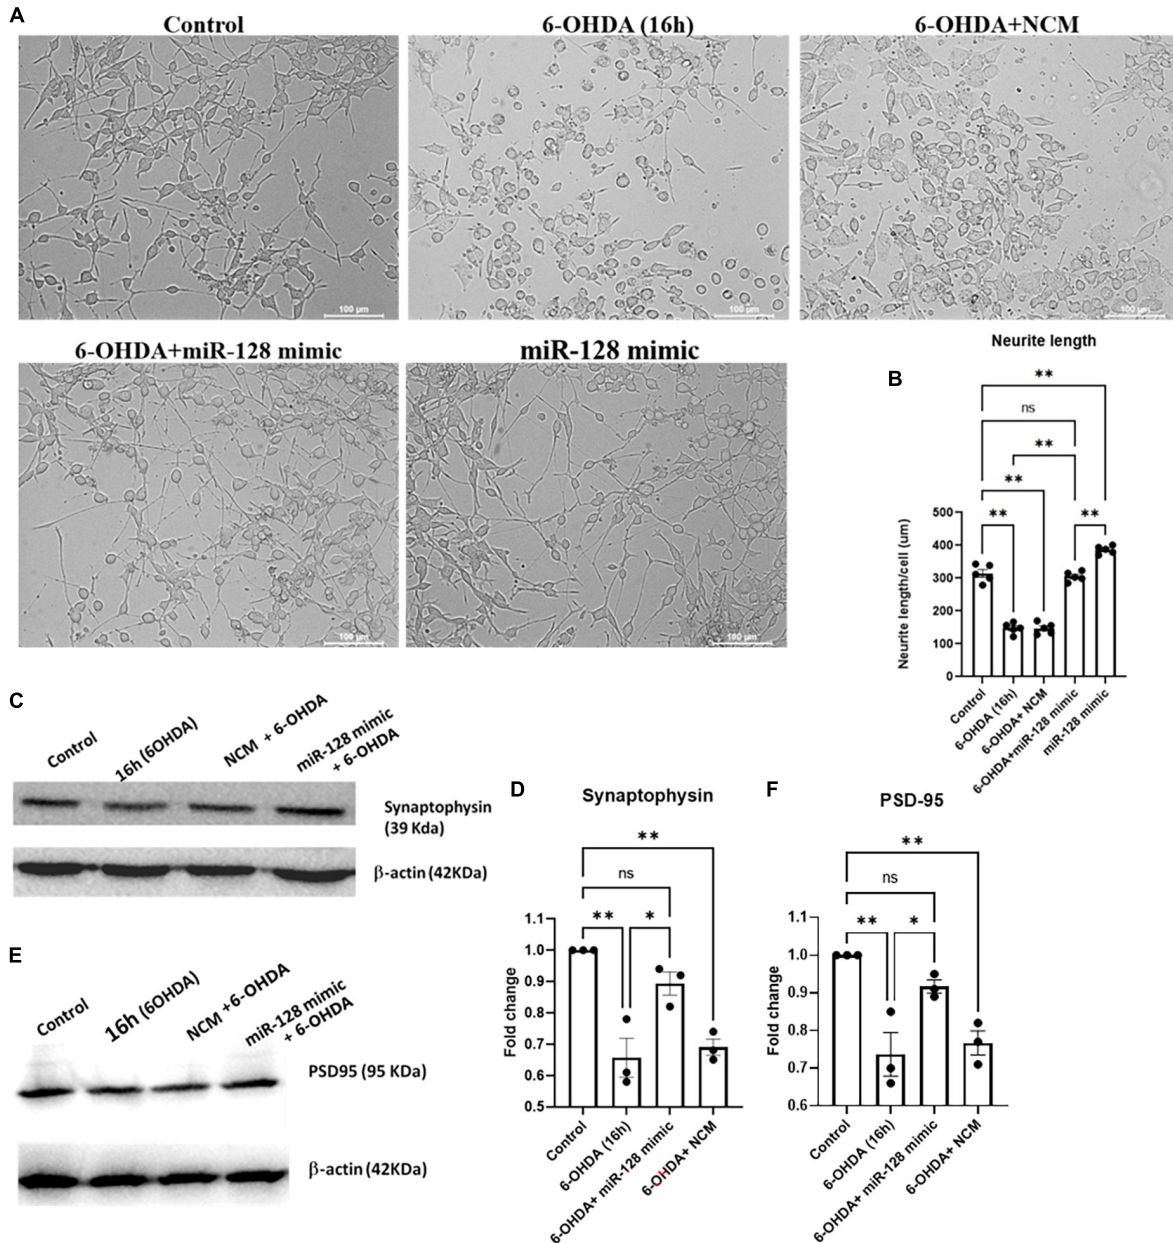 A
Control
6-OHDA (16h)
6-OHDA+NCM
100 µm
100 µm
100 µm
6-OHDA+miR-128 mimic
miR-128 mimic
100 µm
100 µm
B
Neurite length
**
ns
**
**
**
**
Neurite length/cell (um)
500
400
300
200
100
0
Control
6-OHDA (16h)
6-OHDA+ NCM
6-OHDA+miR-128 mimic
miR-128 mimic
C
Control
16h (6OHDA)
NCM + 6-OHDA
miR-128 mimic
+ 6-OHDA
Synaptophysin
(39 Kda)
β-actin (42KDa)
D
Synaptophysin
**
ns
**
*
Fold change
1.1
1.0
0.9
0.8
0.7
0.6
0.5
Control
6-OHDA (16h)
6-OHDA+ miR-128 mimic
6-OHDA+ NCM
E
Control
16h (6OHDA)
NCM +6-OHDA
miR-128 mimic
+ 6-OHDA
PSD95 (95 KDa)
β-actin (42KDa)
F
PSD-95
**
ns
**
*
Fold change
1.1
1.0
0.9
0.8
0.7
0.6
Control
6-OHDA (16h)
6-OHDA+ miR-128 mimic
6-OHDA+ NCM